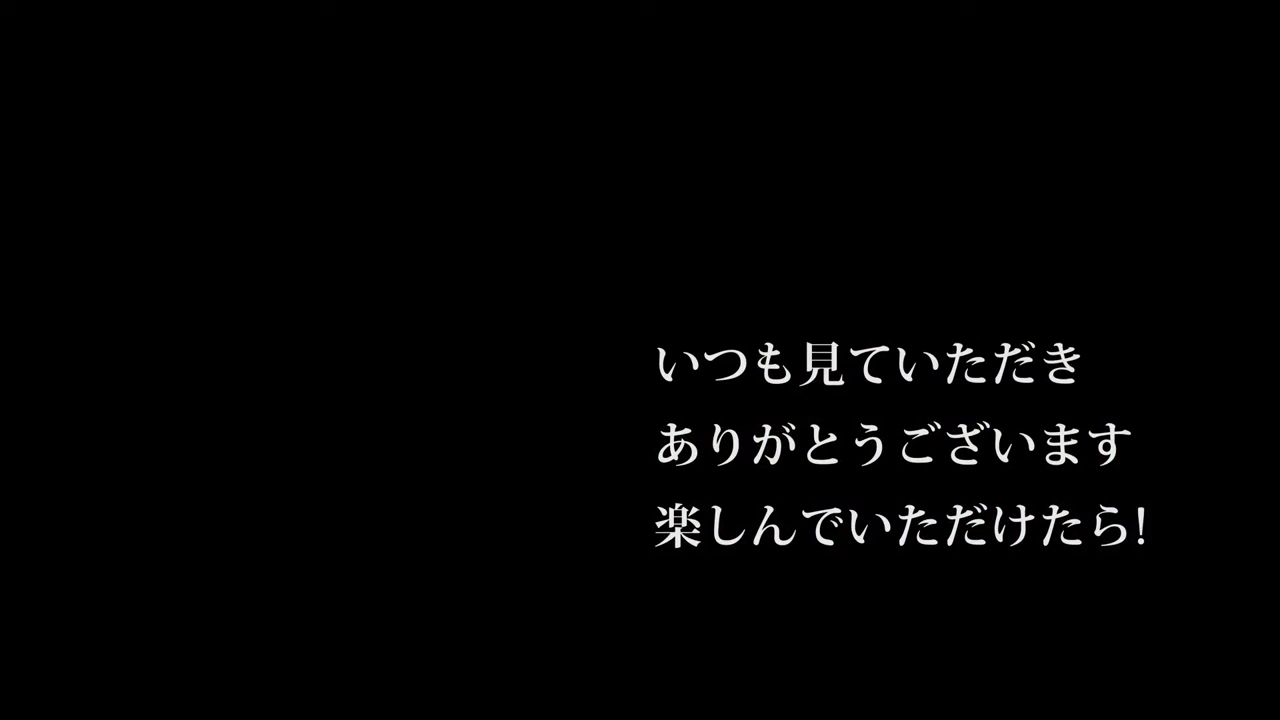 いつも見ていただき
ありがとうございます
楽しんでいただけたら!